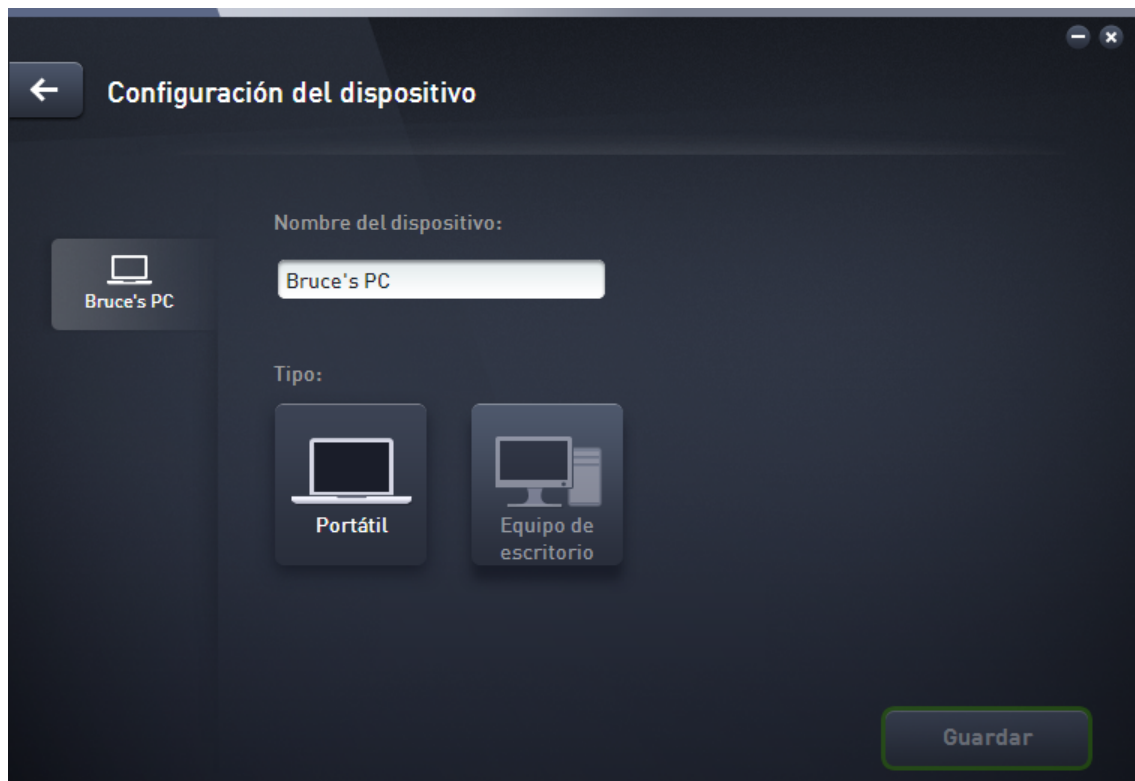 Configuración del dispositivo
Nombre del dispositivo:
Bruce's PC
Bruce's PC
Tipo:
Portátil
Equipo de
escritorio
Guardar